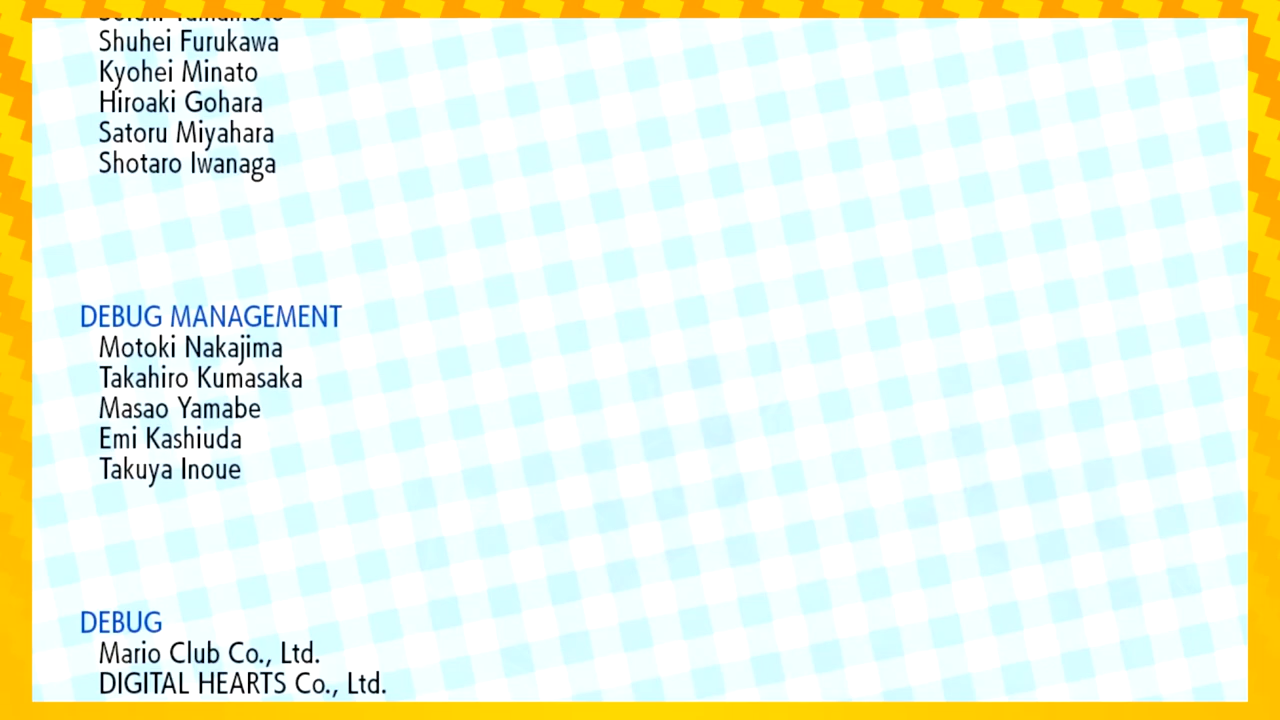 Shuhei Furukawa
Kyohei Minato
Hiroaki Gohara
Satoru Miyahara
Shotaro Iwanaga
DEBUG MANAGEMENT
Motoki Nakajima
Takahiro Kumasaka
Masao Yamabe
Emi Kashiuda
Takuya Inoue
DEBUG
Mario Club Co., Ltd.
DIGITAL HEARTS Co., Ltd.